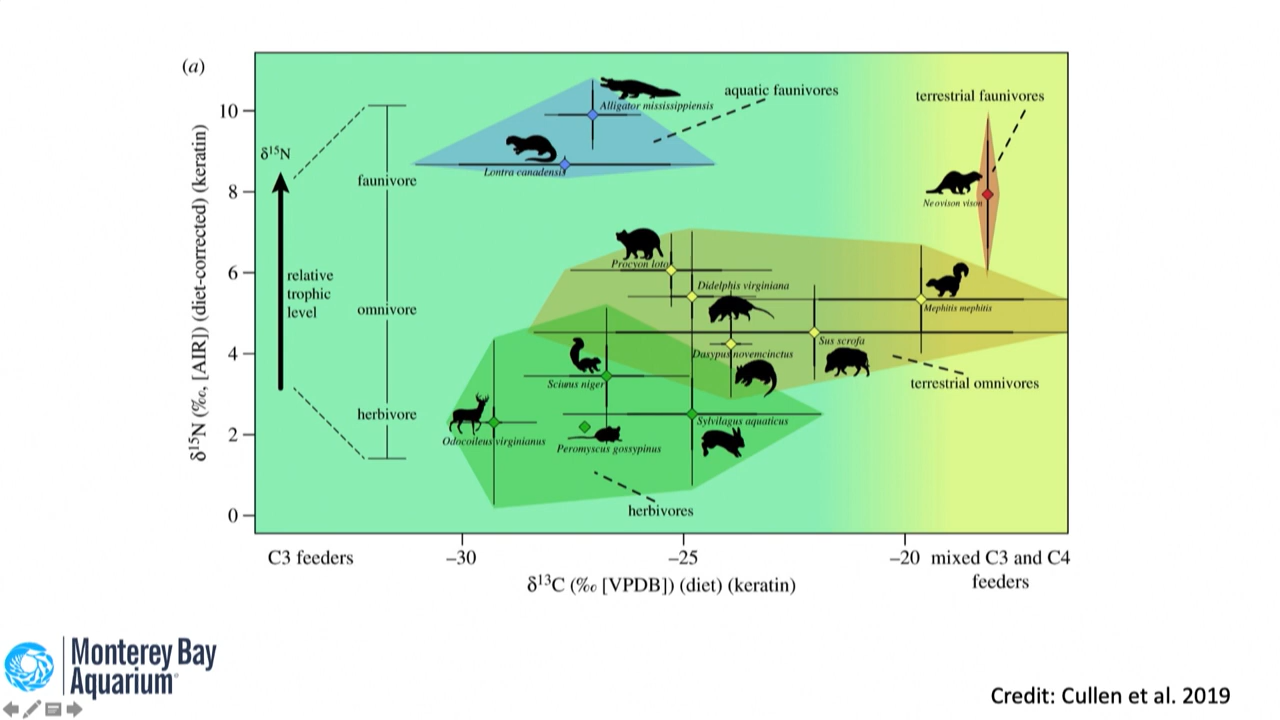 (a)
aquatic faunivores
terrestrial faunivores
Alligator mississippiensis
Lontra canadensis
Neovison vison
Procyon lotor
Didelphis virginiana
Mephitis mephitis
Sus scrofa
Dasypus novemcinctus
terrestrial omnivores
Sciurus niger
Odocoileus virginianus
Peromyscus gossypinus
Sylvilagus aquaticus
herbivores
δ15N
relative
trophic
level
faunivore
omnivore
herbivore
10
8
6
4
2
0
δ15N (‰, [AIR]) (diet-corrected) (keratin)
C3 feeders
–30
–25
–20
mixed C3 and C4
feeders
δ13C (‰ [VPDB]) (diet) (keratin)
Monterey Bay
Aquarium
Credit: Cullen et al. 2019